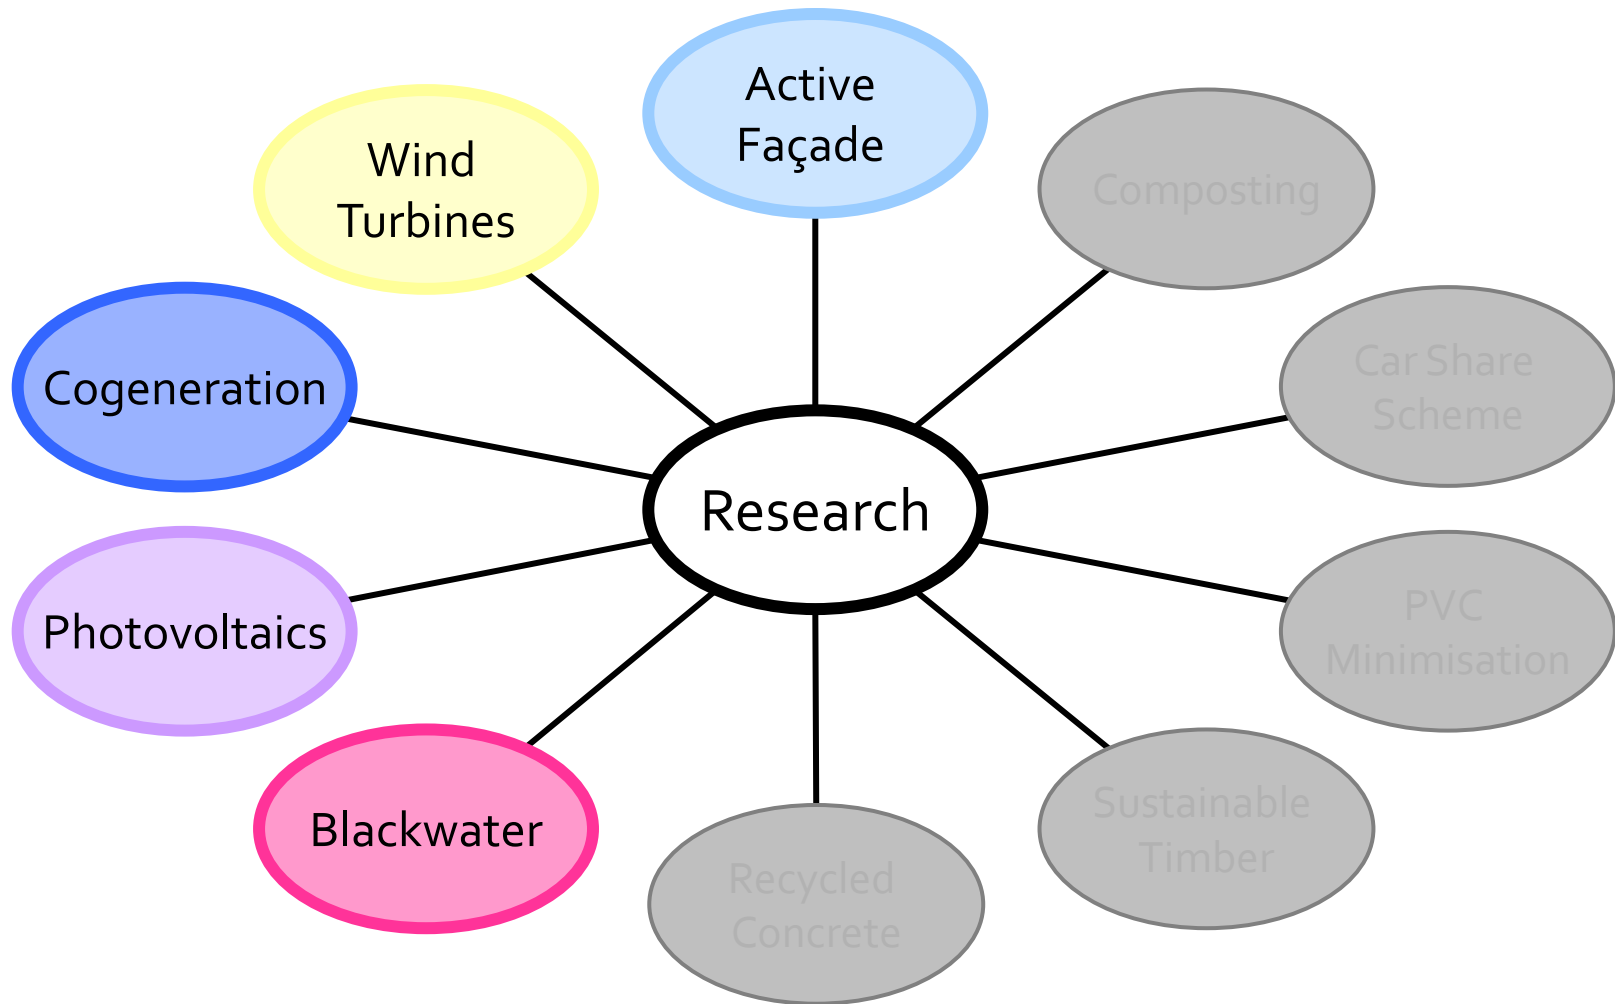 Active
Façade
Wind
Turbines
Composting
Car Share
Scheme
Cogeneration
Research
PVC
Minimisation
Photovoltaics
Sustainable
Timber
Blackwater
Recycled
Concrete